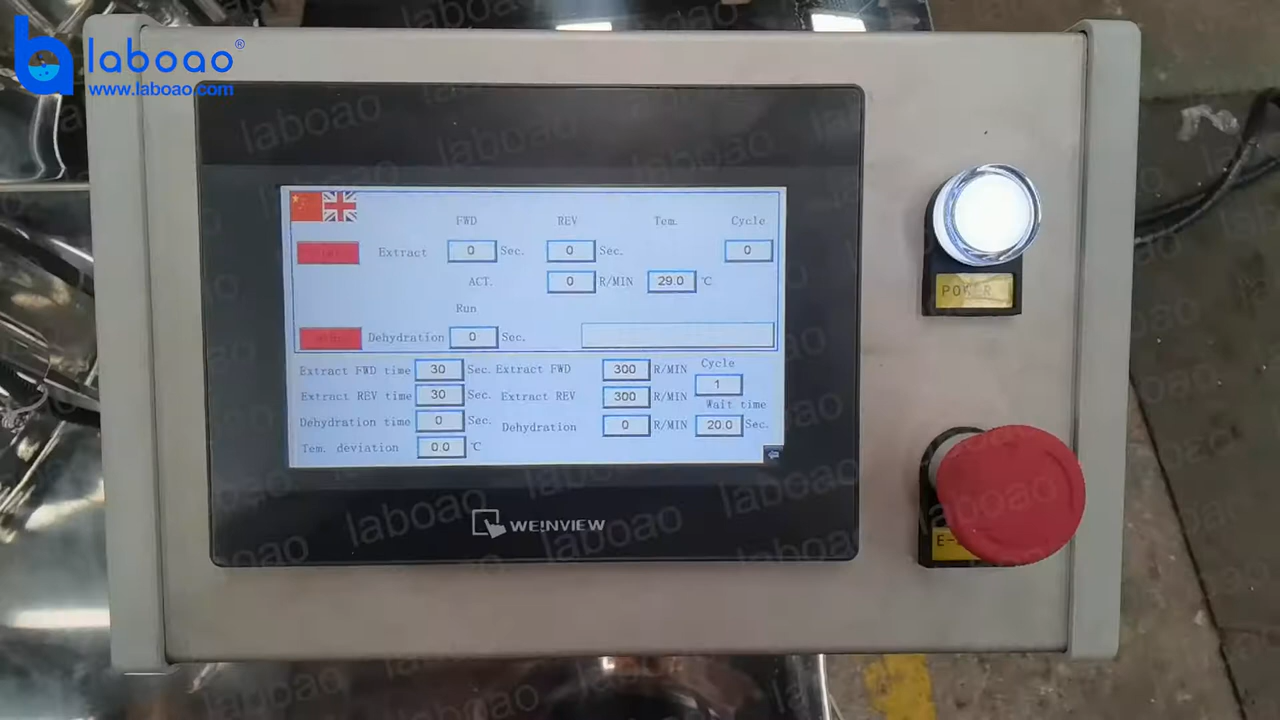 laboao®
www.laboao.com
FWD REV Tem. Cycle
Extract 0 Sec. 0 Sec. 0
ACT. 0 R/MIN 29.0 ℃
Run
Dehydration 0 Sec.
Extract FWD time 30 Sec. Extract FWD 300 R/MIN Cycle
1
Extract REV time 30 Sec. Extract REV 300 R/MIN
Wait time
Dehydration time 0 Sec. Dehydration 0 R/MIN 20.0 Sec.
Tem. deviation 0.0 ℃
WEINVIEW
POWER
laboao